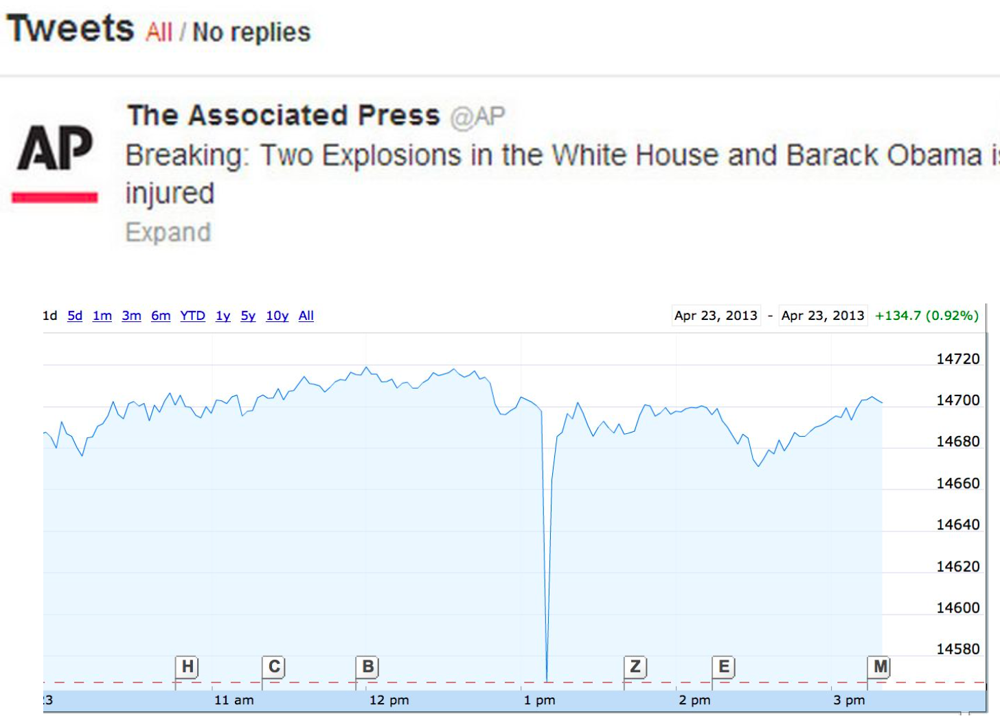 Tweets All / No replies
AP
The Associated Press @AP
Breaking: Two Explosions in the White House and Barack Obama is
injured
Expand
1d 5d 1m 3m 6m YTD 1y 5y 10y All
Apr 23, 2013 - Apr 23, 2013 +134.7 (0.92%)
14720
14700
14680
14660
14640
14620
14600
14580
H C B Z E M
23 11 am 12 pm 1 pm 2 pm 3 pm